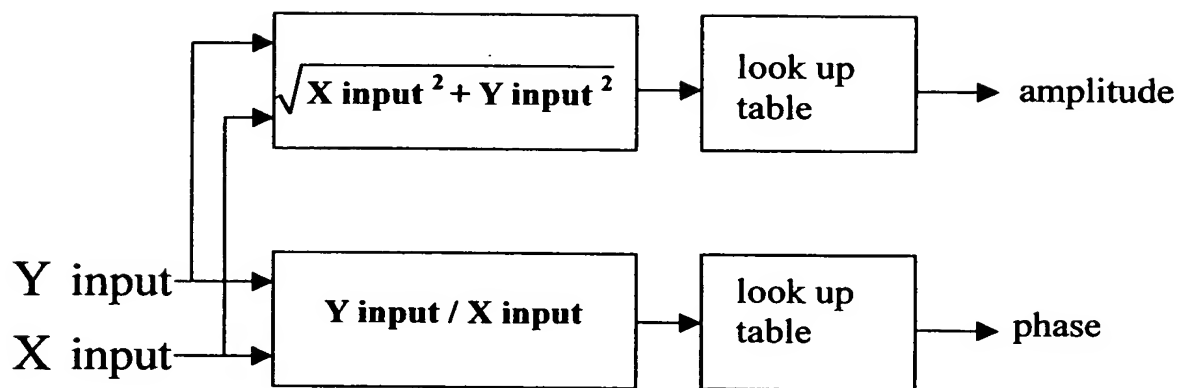 √X input ² + Y input ²
look up
table
amplitude
Y input
X input
Y input / X input
look up
table
phase